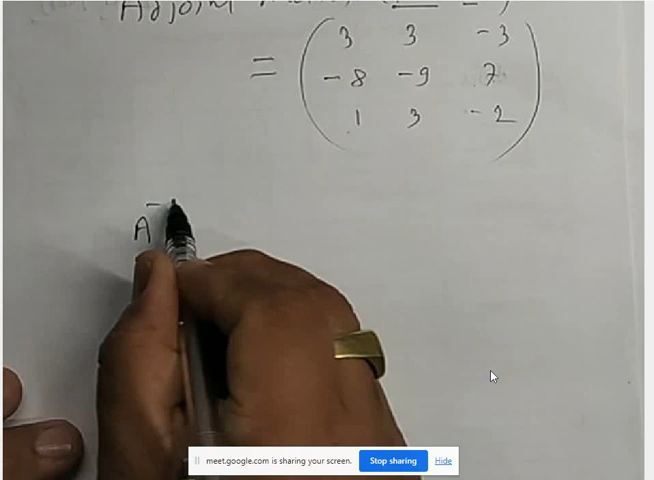 Adjoint
= ( 3 3 -3
-8 -9 7
1 3 -2 )
A⁻
meet.google.com is sharing your screen. Stop sharing Hide